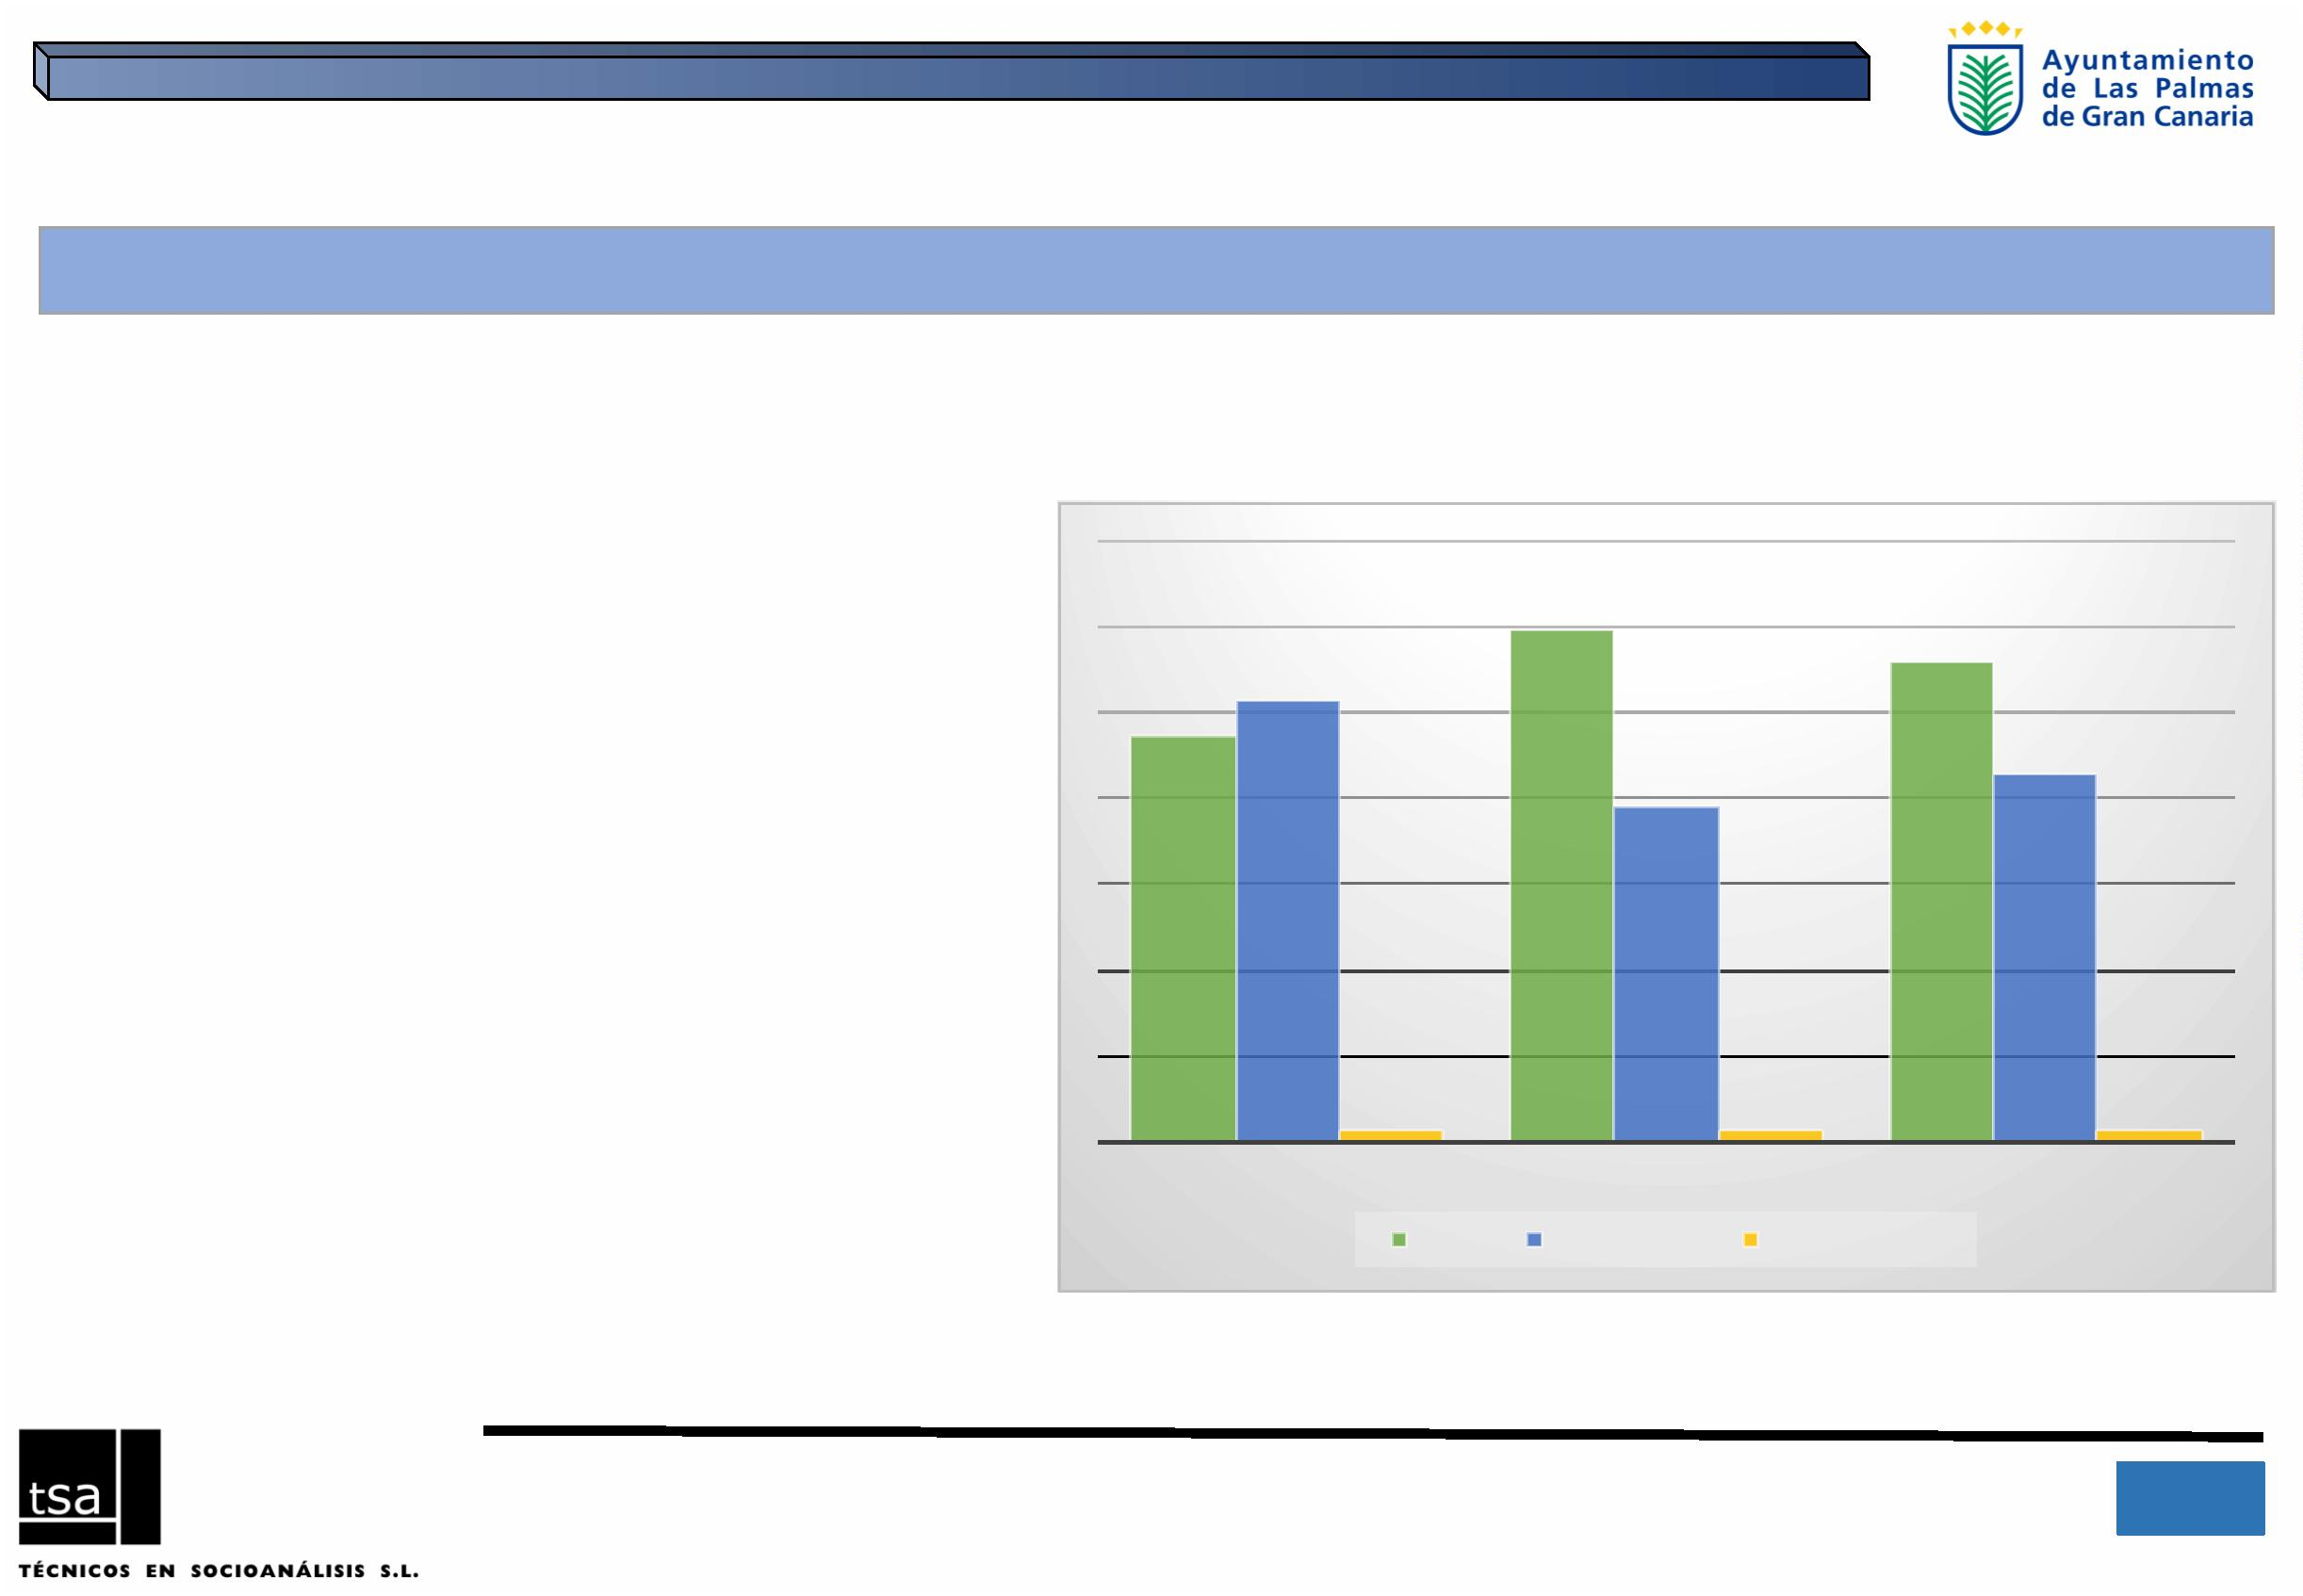 Ayuntamiento
de Las Palmas
de Gran Canaria
tsa
TÉCNICOS EN SOCIOANÁLISIS S.L.